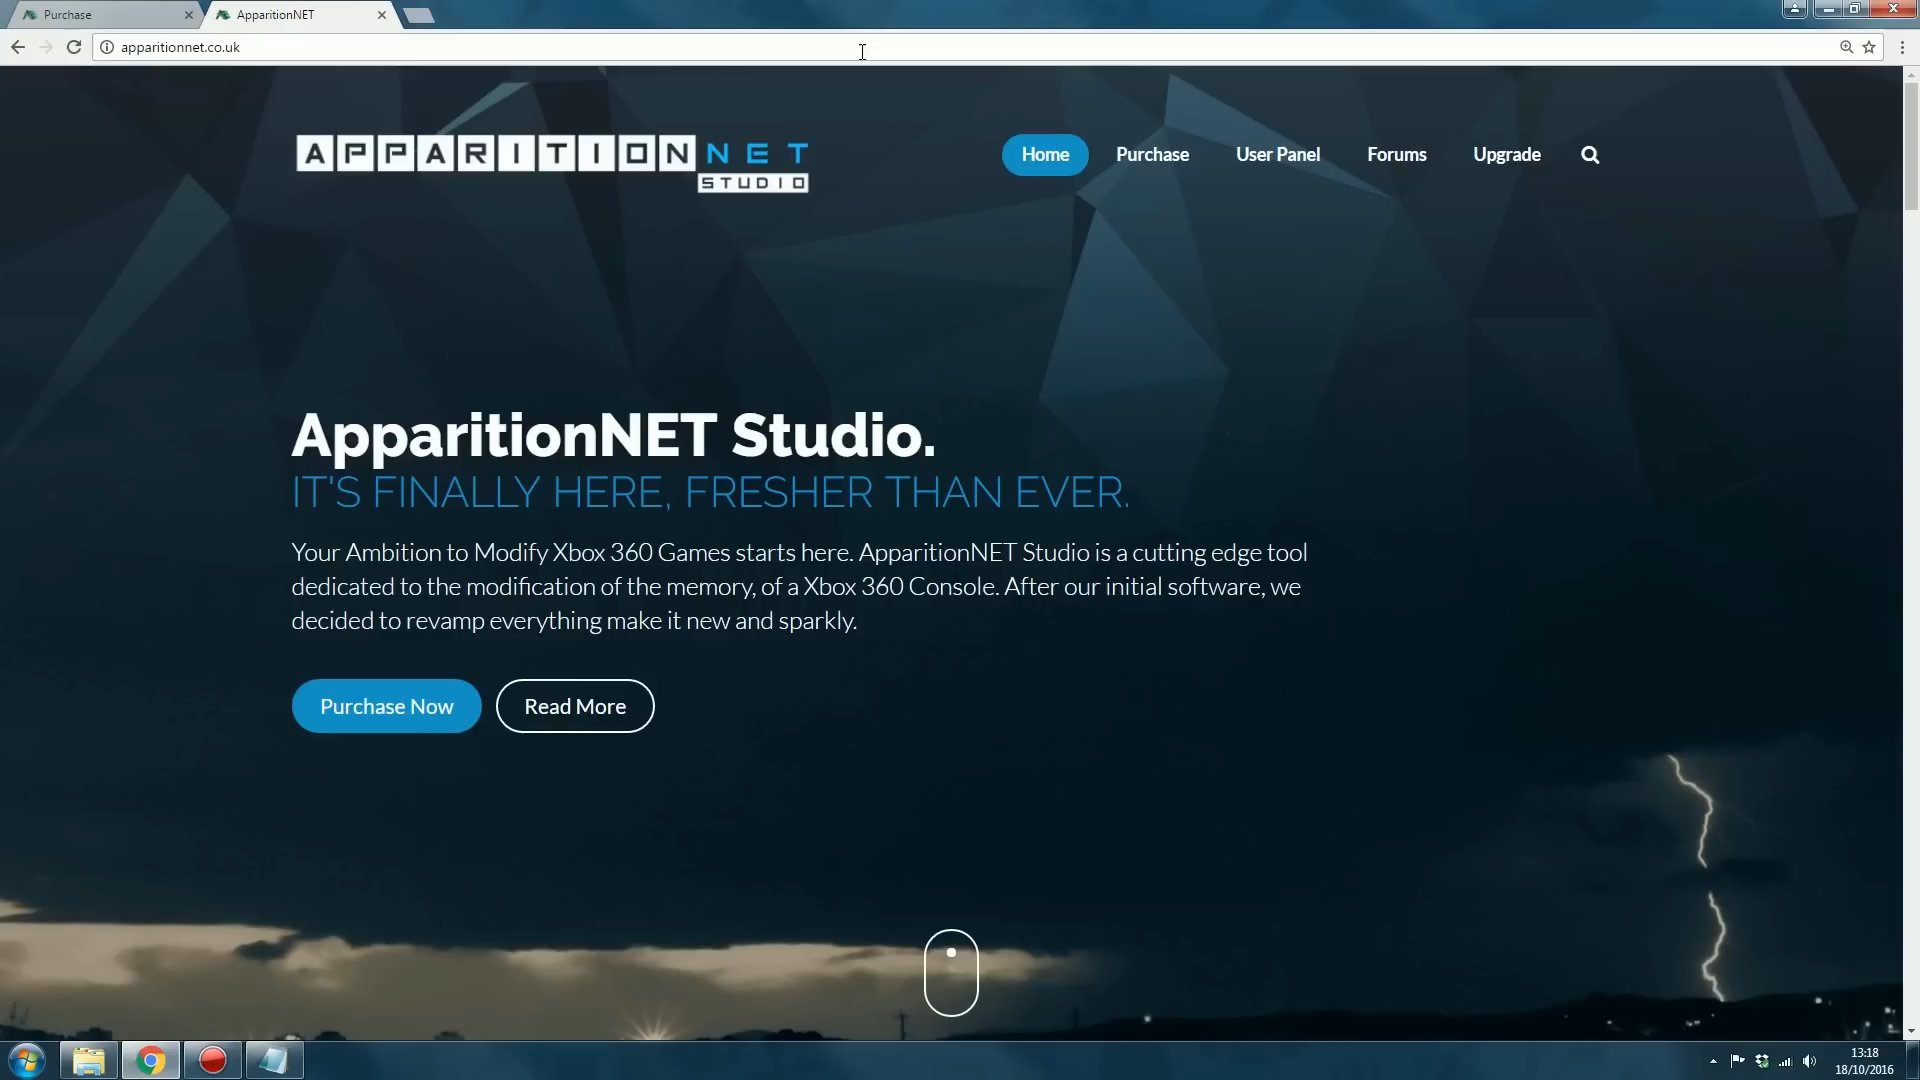 Purchase
ApparitionNET
apparitionnet.co.uk
APPARITIONNET
STUDIO
Home
Purchase
User Panel
Forums
Upgrade
ApparitionNET Studio.
IT'S FINALLY HERE, FRESHER THAN EVER.
Your Ambition to Modify Xbox 360 Games starts here. ApparitionNET Studio is a cutting edge tool
dedicated to the modification of the memory, of a Xbox 360 Console. After our initial software, we
decided to revamp everything make it new and sparkly.
Purchase Now
Read More
13:18
18/10/2016